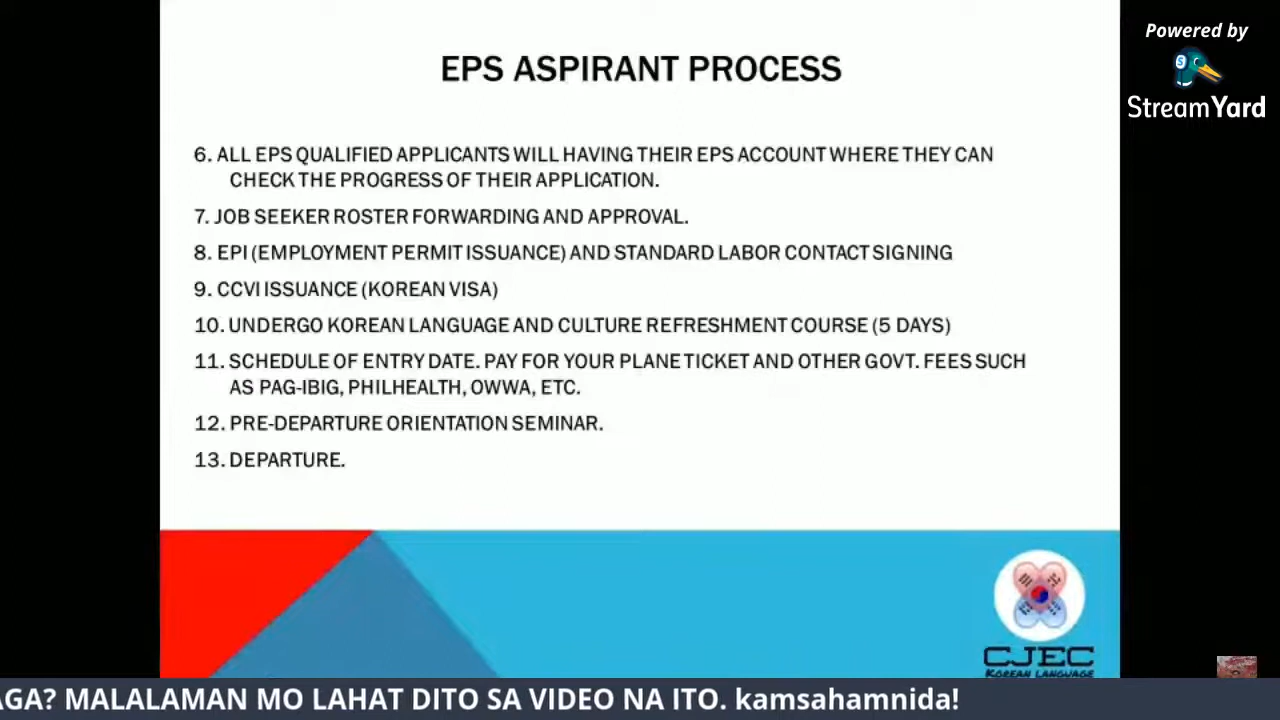 Powered by
StreamYard
EPS ASPIRANT PROCESS
6. ALL EPS QUALIFIED APPLICANTS WILL HAVING THEIR EPS ACCOUNT WHERE THEY CAN
CHECK THE PROGRESS OF THEIR APPLICATION.
7. JOB SEEKER ROSTER FORWARDING AND APPROVAL.
8. EPI (EMPLOYMENT PERMIT ISSUANCE) AND STANDARD LABOR CONTACT SIGNING
9. CCVI ISSUANCE (KOREAN VISA)
10. UNDERGO KOREAN LANGUAGE AND CULTURE REFRESHMENT COURSE (5 DAYS)
11. SCHEDULE OF ENTRY DATE. PAY FOR YOUR PLANE TICKET AND OTHER GOVT. FEES SUCH
AS PAG-IBIG, PHILHEALTH, OWWA, ETC.
12. PRE-DEPARTURE ORIENTATION SEMINAR.
13. DEPARTURE.
CJEC
KOREAN LANGUAGE
AGA? MALALAMAN MO LAHAT DITO SA VIDEO NA ITO. kamsahamnida!